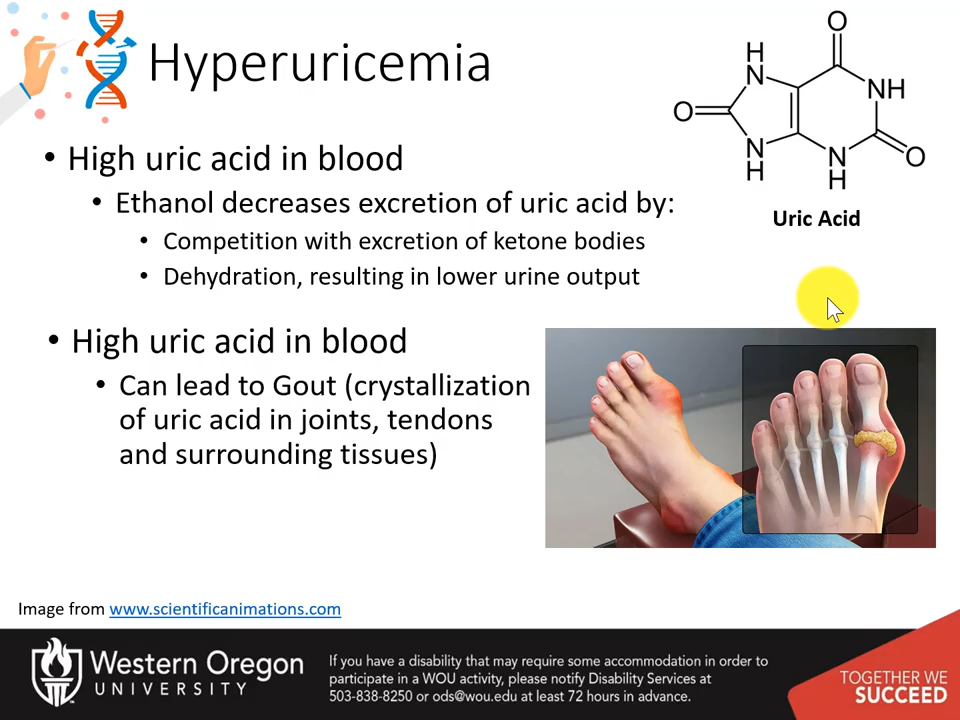 Hyperuricemia
• High uric acid in blood
• Ethanol decreases excretion of uric acid by:
• Competition with excretion of ketone bodies
• Dehydration, resulting in lower urine output
O
H
N
NH
O
N
H
N
H
O
Uric Acid
• High uric acid in blood
• Can lead to Gout (crystallization
of uric acid in joints, tendons
and surrounding tissues)
Image from www.scientificanimations.com
Western Oregon
UNIVERSITY
If you have a disability that may require some accommodation in order to
participate in a WOU activity, please notify Disability Services at
503-838-8250 or ods@wou.edu at least 72 hours in advance.
TOGETHER WE
SUCCEED